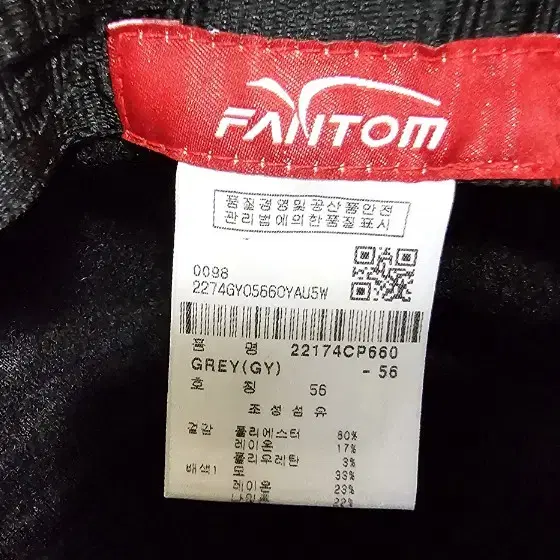 FANTOM
품질경영및공산품안전
관리법에의한품질표시
0098
2274GY05660YAU5W
품 명 22174CP660
GREY(GY) - 56
호 칭 56
조성섬유
겉감 폴리에스터 80%
레이온 17%
폴리우레탄 3%
배색1 모 33%
레이온 23%
나일론 22%